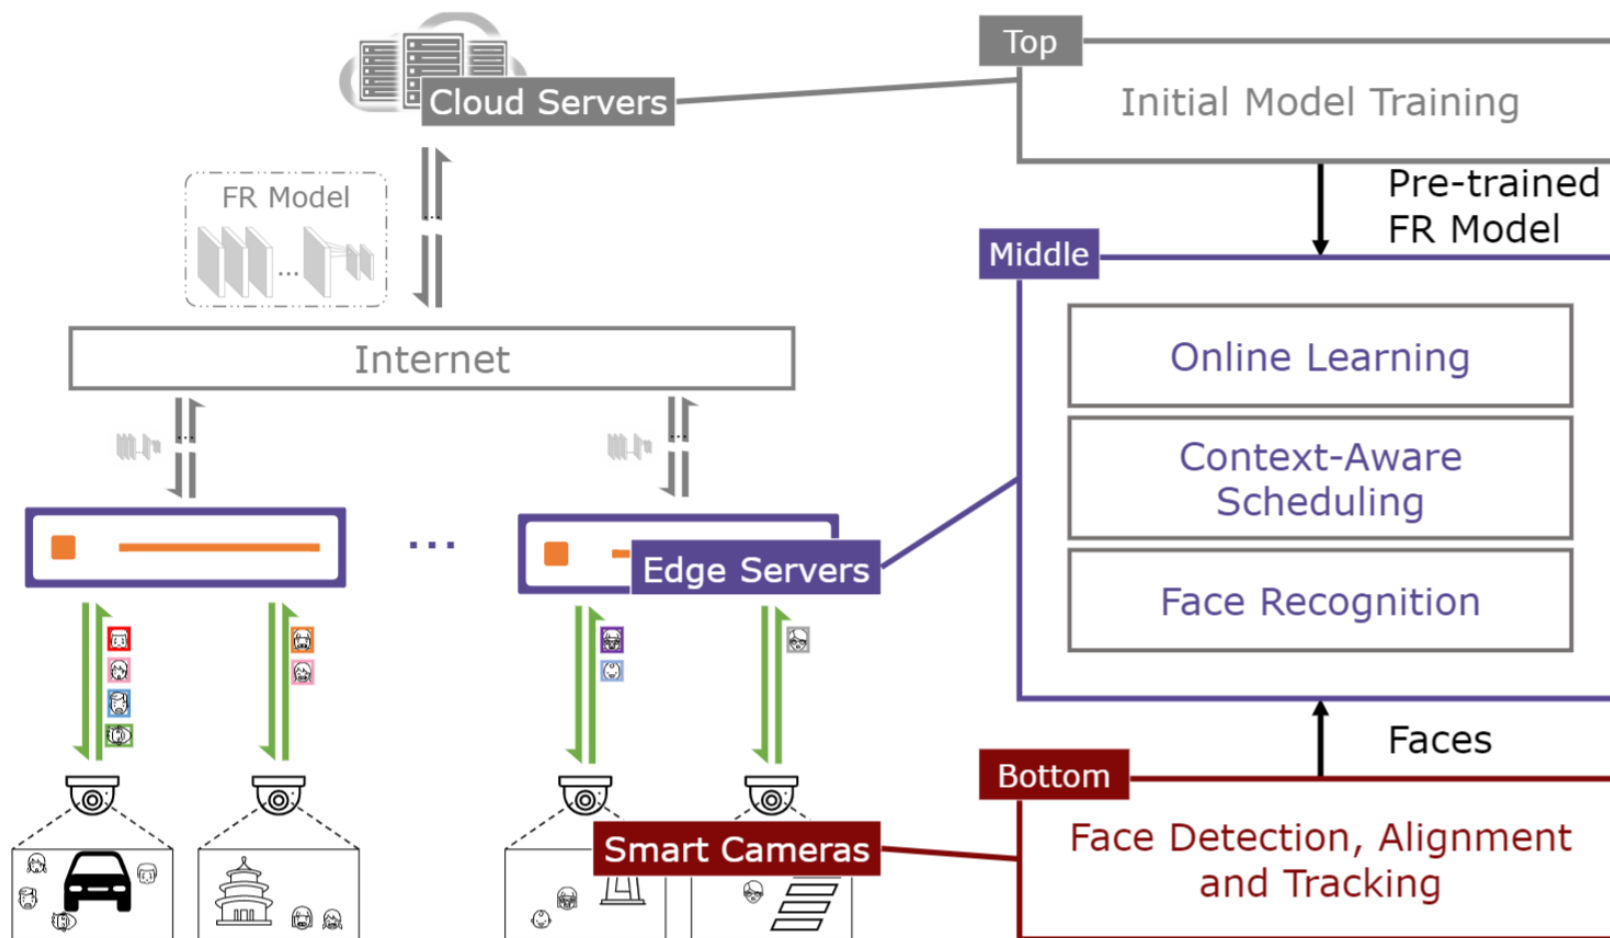 Cloud Servers
FR Model
...
Internet
...
Edge Servers
Smart Cameras
Top
Initial Model Training
Pre-trained
FR Model
Middle
Online Learning
Context-Aware
Scheduling
Face Recognition
Faces
Bottom
Face Detection, Alignment
and Tracking